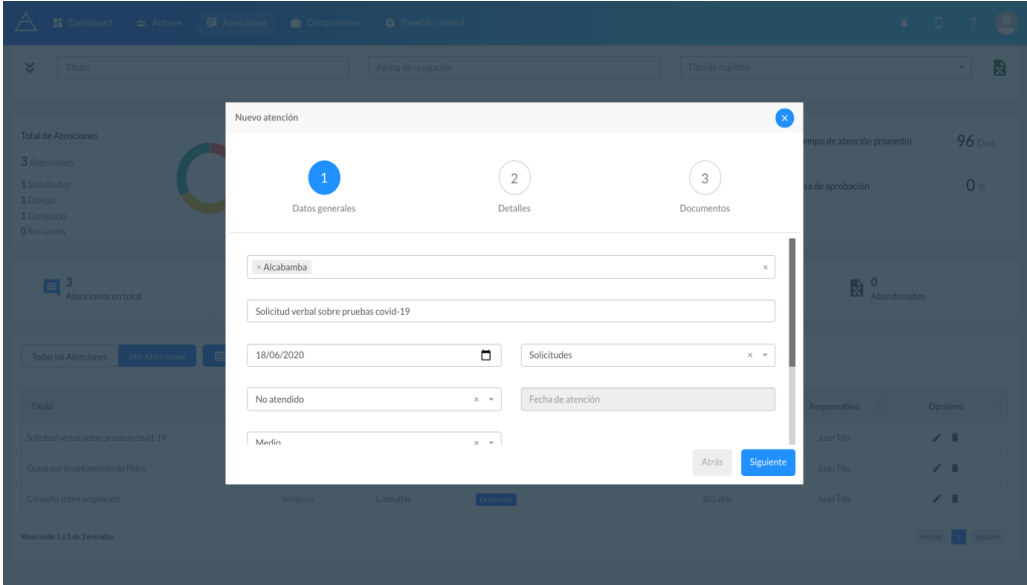 Dashboard Actores Atenciones Compromisos Panel de control ?
Título Fecha de recepción Tipo de registro
Nuevo atención
Total de Atenciones
3 Atenciones
1 Solicitudes
1 Quejas
1 Consultas
0 Reclamos
empo de atención promedio 96 Días
sa de aprobación 0 %
1 2 3
Datos generales Detalles Documentos
× Alcabamba ×
Solicitud verbal sobre pruebas covid-19
18/06/2020 Solicitudes ×
No atendido × Fecha de atención
Medio ×
Atrás Siguiente
3
Atenciones en total
0
Abandonados
Todas las Atenciones Mis Atenciones
Título Responsables Opciones
Solicitud verbal sobre pruebas covid-19 Juan Tito
Queja por levantamiento de Polvo Juan Tito
Consulta sobre ampliación Ninguno Consultas En atención 101 días Juan Tito
Mostrando 1 a 3 de 3 entradas Anterior 1 Siguiente